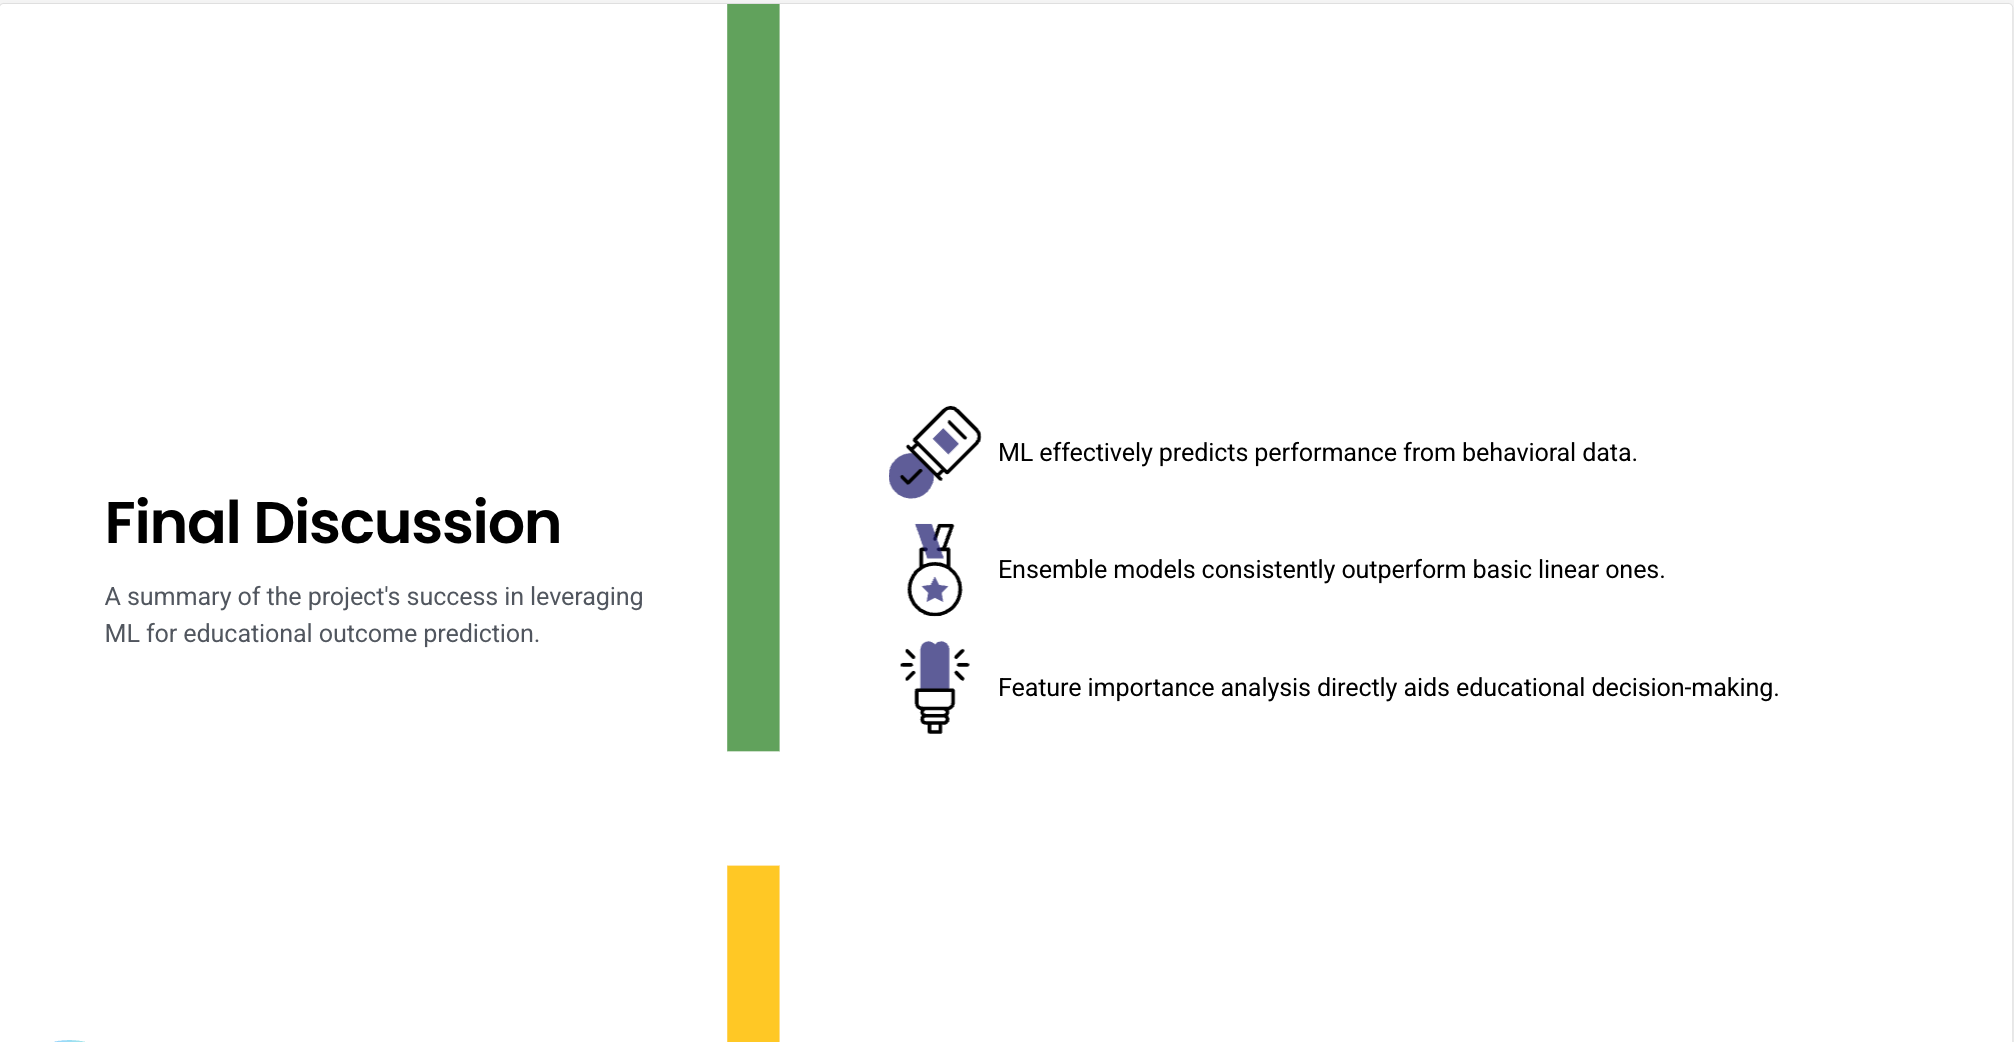 Final Discussion
A summary of the project's success in leveraging
ML for educational outcome prediction.
ML effectively predicts performance from behavioral data.
Ensemble models consistently outperform basic linear ones.
Feature importance analysis directly aids educational decision-making.